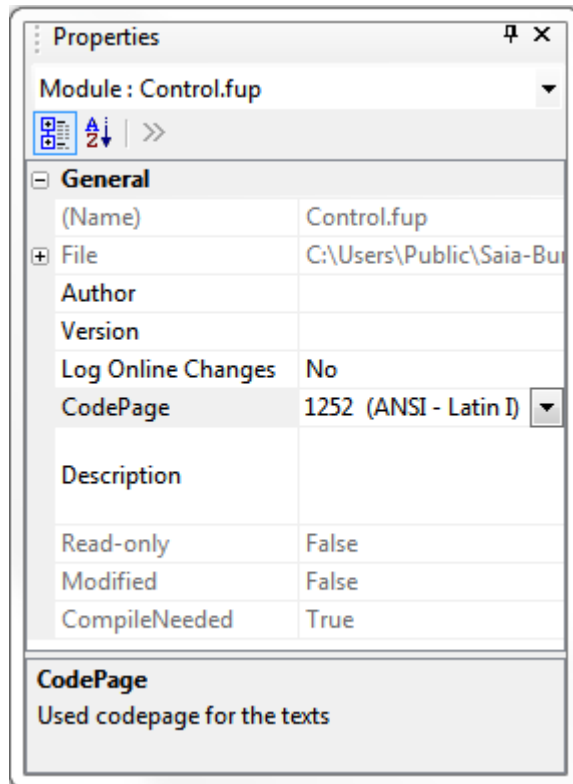 Properties
Module : Control.fup
General
(Name) Control.fup
File C:\Users\Public\Saia-Bur
Author
Version
Log Online Changes No
CodePage 1252 (ANSI - Latin I)
Description
Read-only False
Modified False
CompileNeeded True
CodePage
Used codepage for the texts